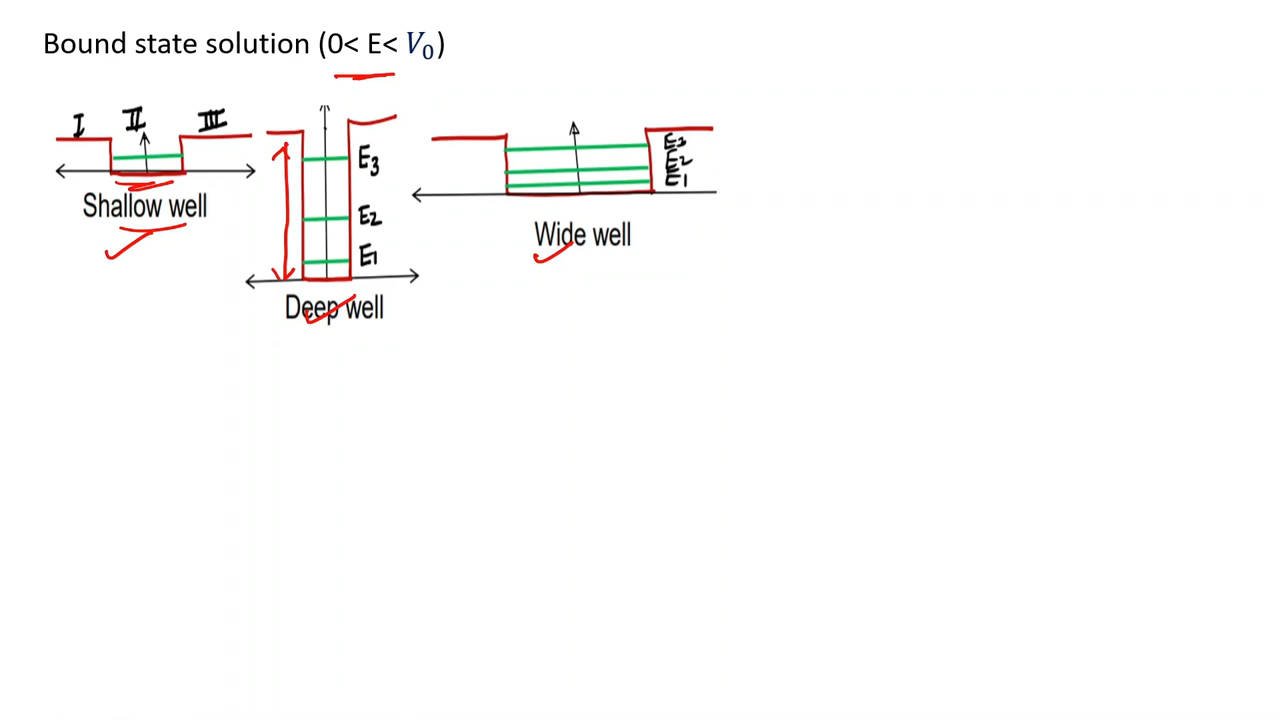 Bound state solution (0< E< V₀)
I II III
Shallow well
E3
E2
E1
Deep well
E3
E2
E1
Wide well